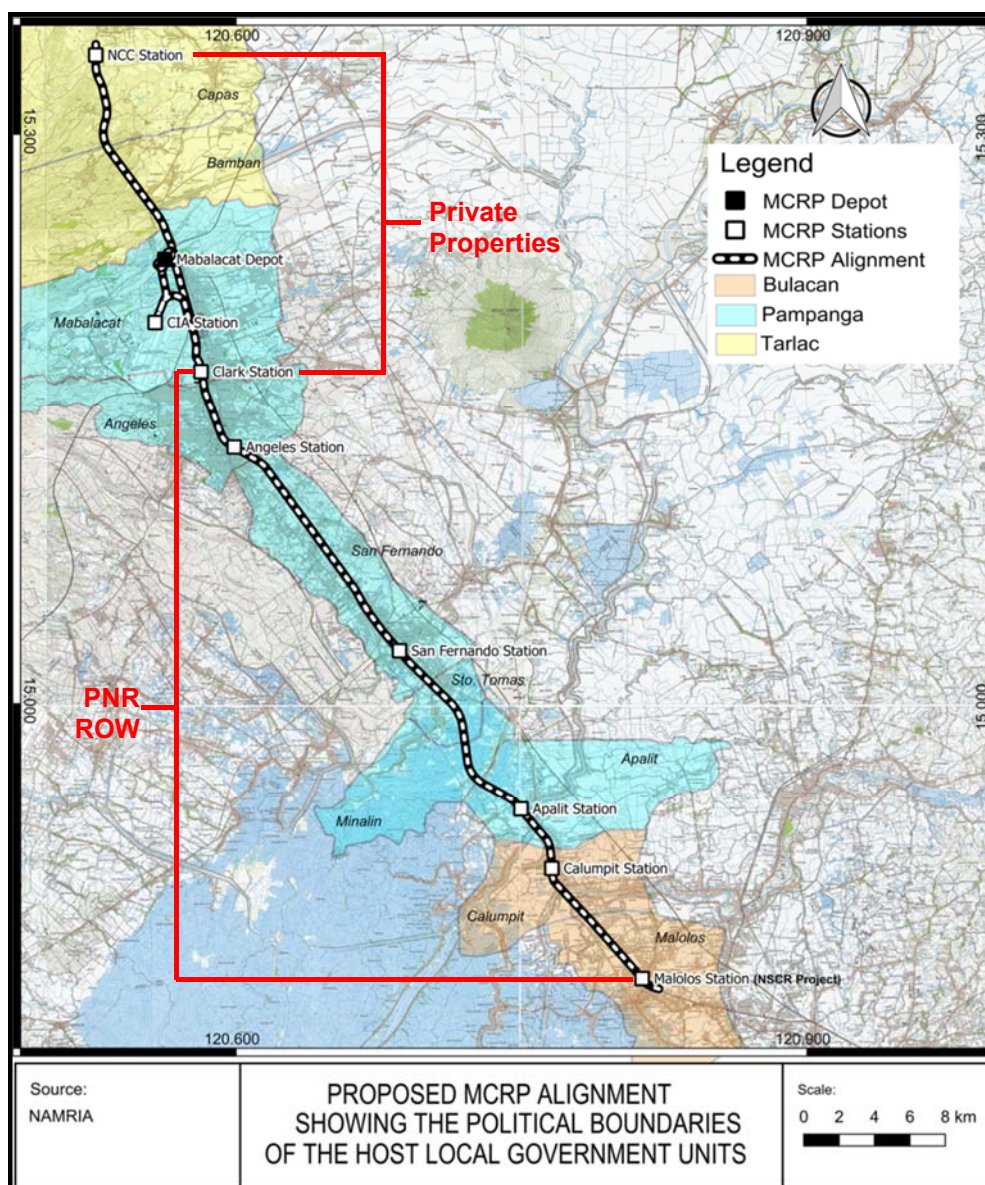 120.600
120.900
NCC Station
Capas
15.300
15.300
Bamban
Legend
MCRP Depot
MCRP Stations
MCRP Alignment
Bulacan
Pampanga
Tarlac
Private
Properties
Mabalacat Depot
Mabalacat
CIA Station
Clark Station
Angeles
Angeles Station
San Fernando
San Fernando Station
Sto. Tomas
PNR
ROW
15.000
15.000
Apalit
Apalit Station
Minalin
Calumpit Station
Calumpit
Malolos
Malolos Station (NSCR Project)
120.600
120.900
Source:
NAMRIA
PROPOSED MCRP ALIGNMENT
SHOWING THE POLITICAL BOUNDARIES
OF THE HOST LOCAL GOVERNMENT UNITS
Scale:
0 2 4 6 8 km